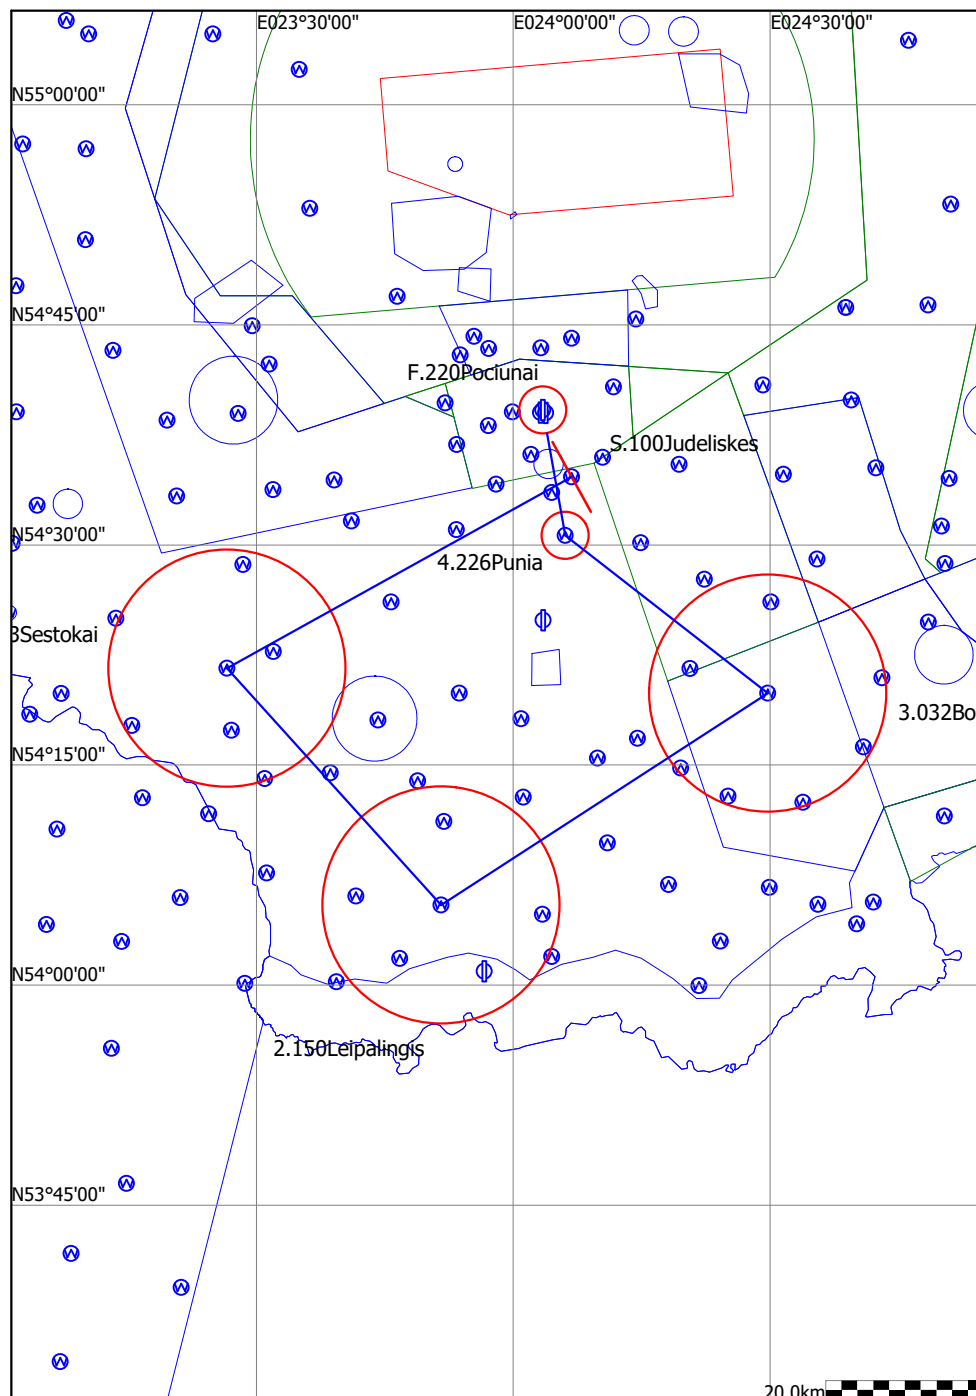 E023°30'00" E024°00'00" E024°30'00"
N55°00'00"
N54°45'00"
F.220Pociunai
S.100Judeliskes
N54°30'00"
4.226Punia
3Sestokai
3.032Bo
N54°15'00"
N54°00'00"
2.150Leipalingis
N53°45'00"
20.0km